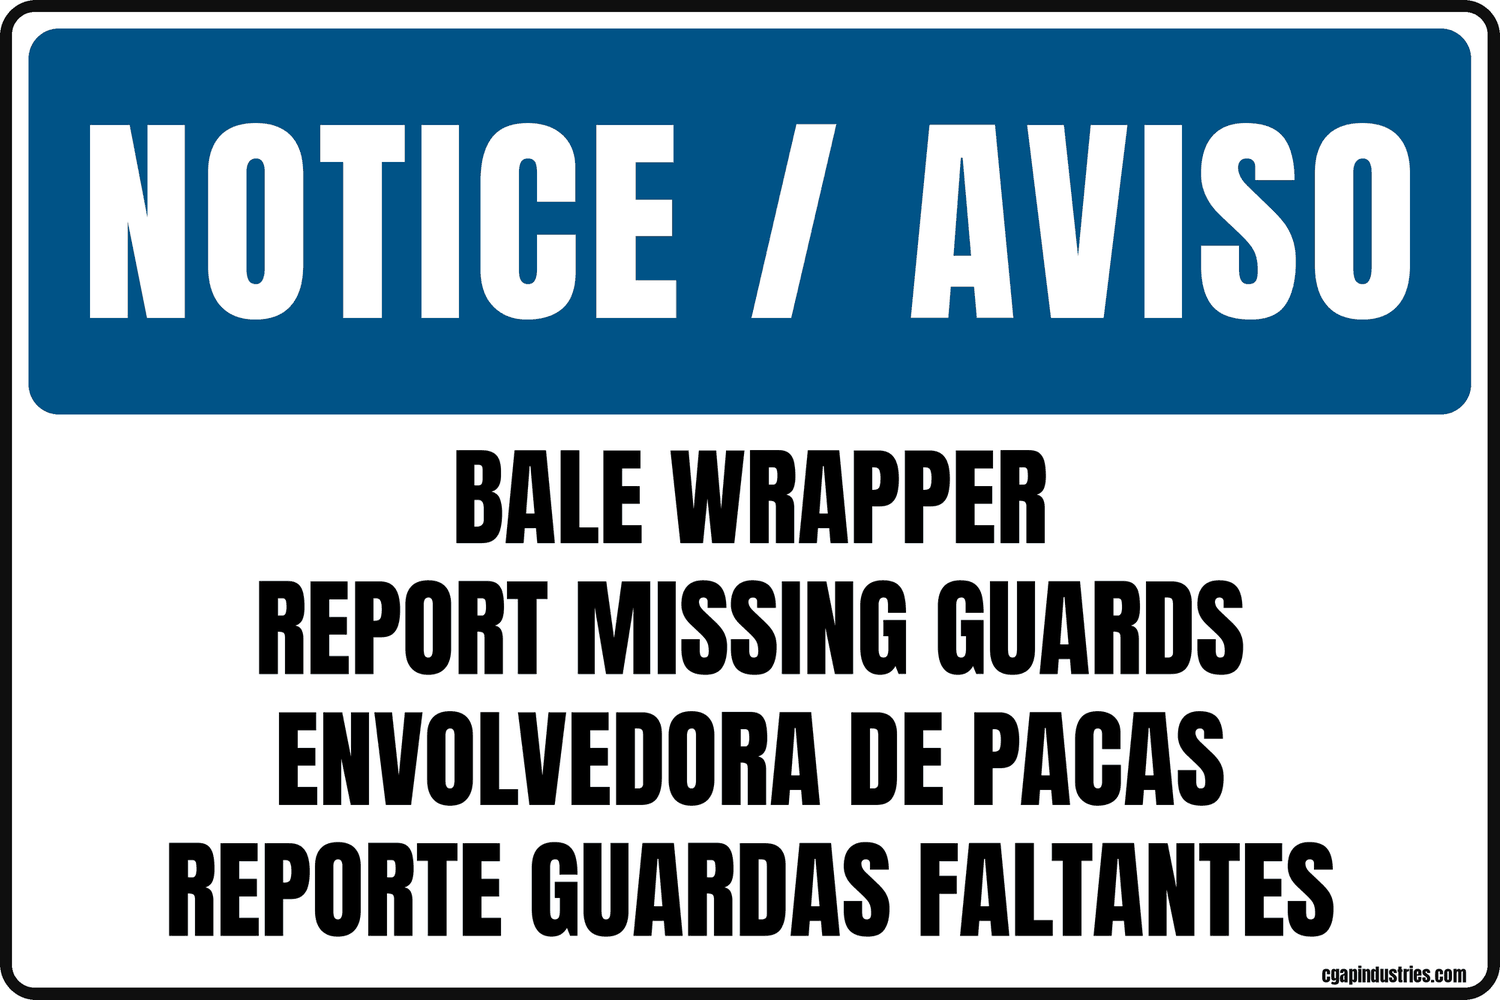 NOTICE / AVISO
BALE WRAPPER
REPORT MISSING GUARDS
ENVOLVEDORA DE PACAS
REPORTE GUARDAS FALTANTES
cgapindustries.com